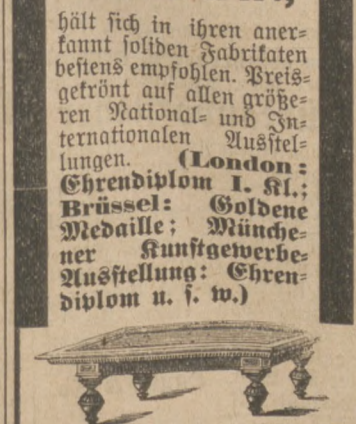 hält sich in ihren aner=
kannt soliden Fabrikaten
bestens empfohlen. Preis=
gekrönt auf allen größe=
ren National= und In=
ternationalen Ausstel=
lungen. (London:
Ehrendiplom I. Kl.;
Brüssel: Goldene
Medaille; Münche=
ner Kunstgewerbe=
Ausstellung: Ehren=
diplom u. s. w.)